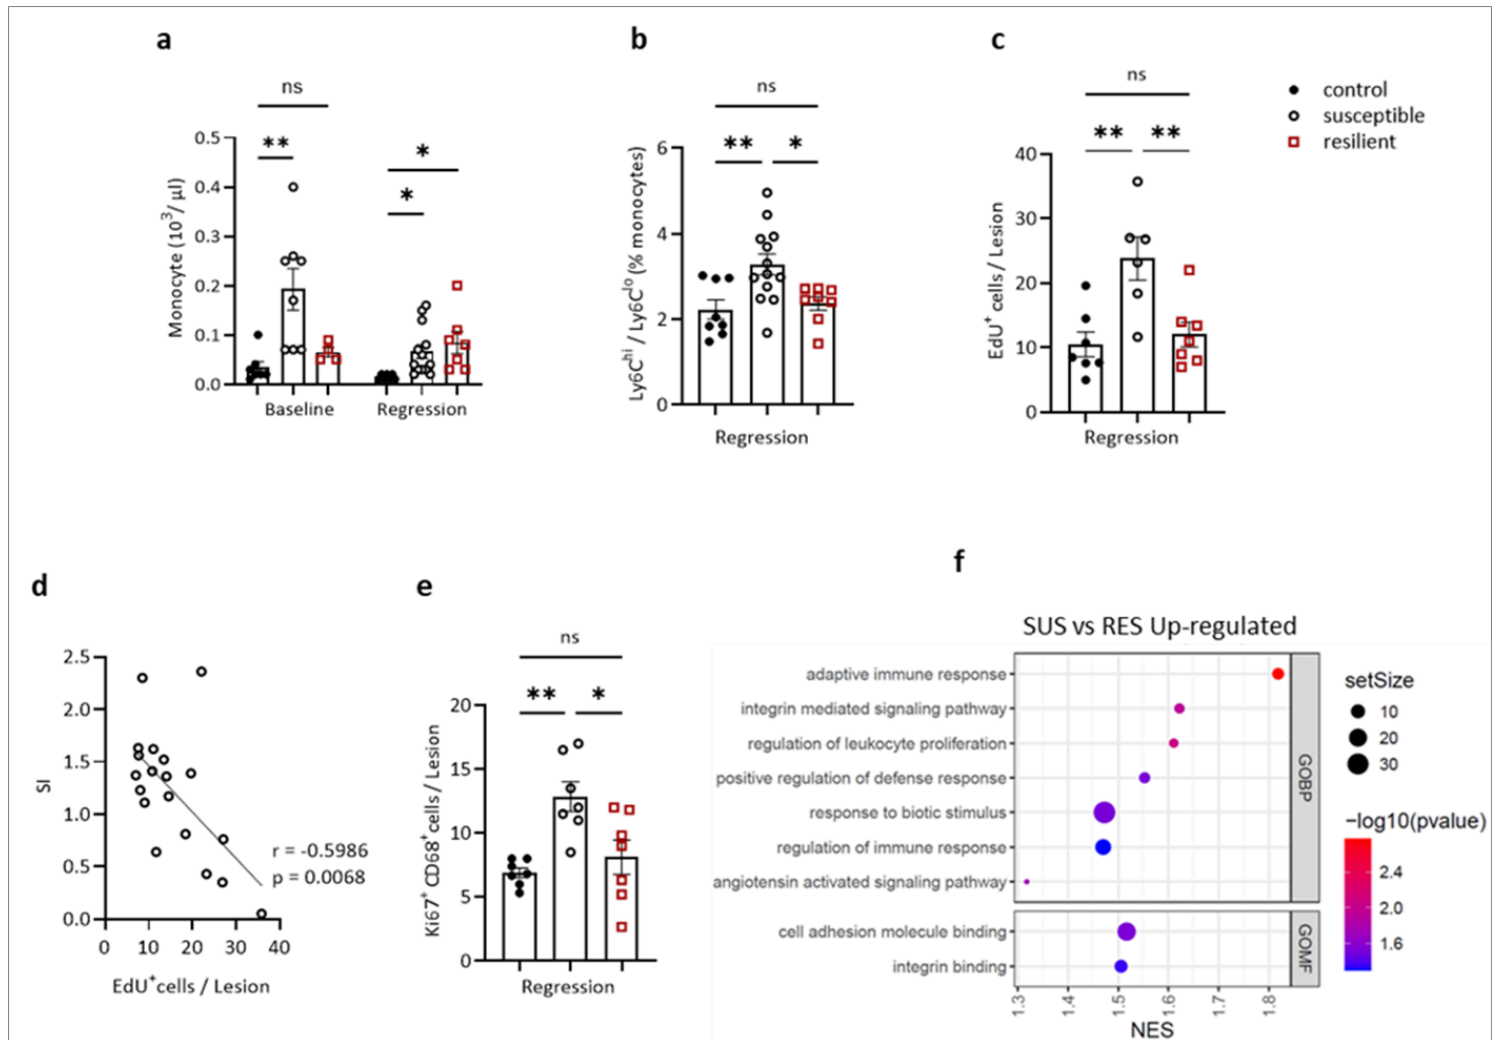 a
ns
**
*
*
Monocyte (10³/ µl)
0.5
0.4
0.3
0.2
0.1
0.0
Baseline
Regression
b
ns
**
*
Ly6Cʰⁱ / Ly6Cˡᵒ (% monocytes)
6
4
2
0
Regression
c
ns
**
**
EdU⁺ cells / Lesion
40
30
20
10
0
Regression
control
susceptible
resilient
d
SI
2.5
2.0
1.5
1.0
0.5
0.0
r = -0.5986
p = 0.0068
0 10 20 30 40
EdU⁺cells / Lesion
e
ns
**
*
Ki67⁺ CD68⁺cells / Lesion
20
15
10
5
0
Regression
f
SUS vs RES Up-regulated
adaptive immune response
integrin mediated signaling pathway
regulation of leukocyte proliferation
positive regulation of defense response
response to biotic stimulus
regulation of immune response
angiotensin activated signaling pathway
GOBP
cell adhesion molecule binding
integrin binding
GOMF
1.3 1.4 1.5 1.6 1.7 1.8
NES
setSize
10
20
30
−log10(pvalue)
2.4
2.0
1.6